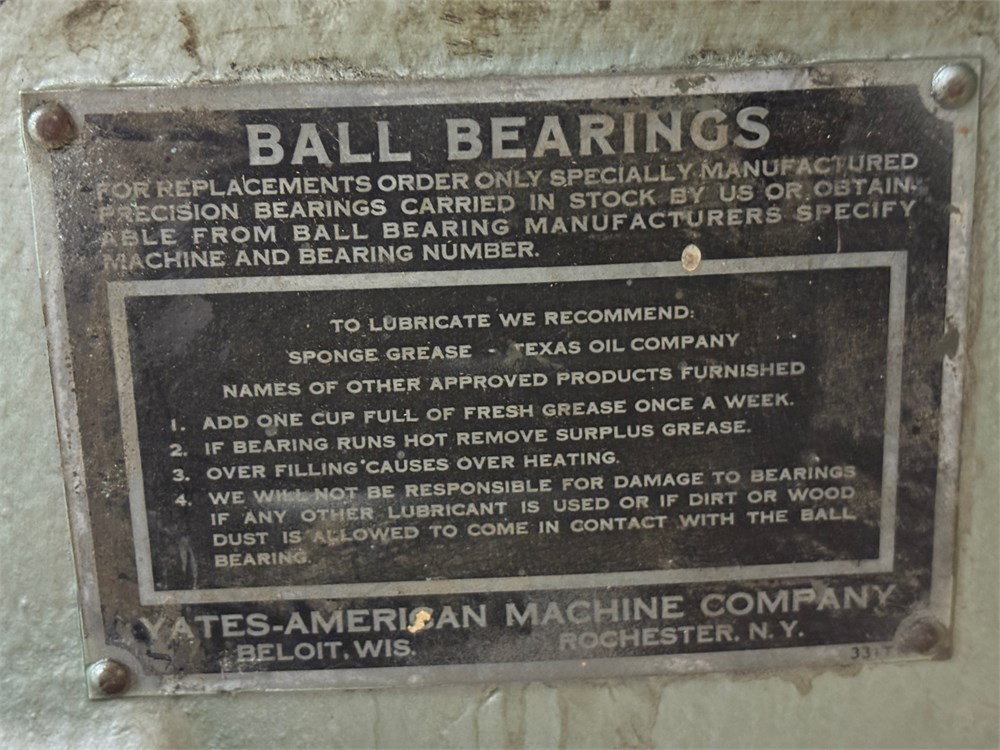 BALL BEARINGS
FOR REPLACEMENTS ORDER ONLY SPECIALLY MANUFACTURED
PRECISION BEARINGS CARRIED IN STOCK BY US OR OBTAIN-
ABLE FROM BALL BEARING MANUFACTURERS SPECIFY
MACHINE AND BEARING NUMBER.
TO LUBRICATE WE RECOMMEND:
SPONGE GREASE - TEXAS OIL COMPANY
NAMES OF OTHER APPROVED PRODUCTS FURNISHED
1. ADD ONE CUP FULL OF FRESH GREASE ONCE A WEEK.
2. IF BEARING RUNS HOT REMOVE SURPLUS GREASE.
3. OVER FILLING CAUSES OVER HEATING.
4. WE WILL NOT BE RESPONSIBLE FOR DAMAGE TO BEARINGS
IF ANY OTHER LUBRICANT IS USED OR IF DIRT OR WOOD
DUST IS ALLOWED TO COME IN CONTACT WITH THE BALL
BEARING.
YATES-AMERICAN MACHINE COMPANY
BELOIT, WIS. ROCHESTER, N. Y.